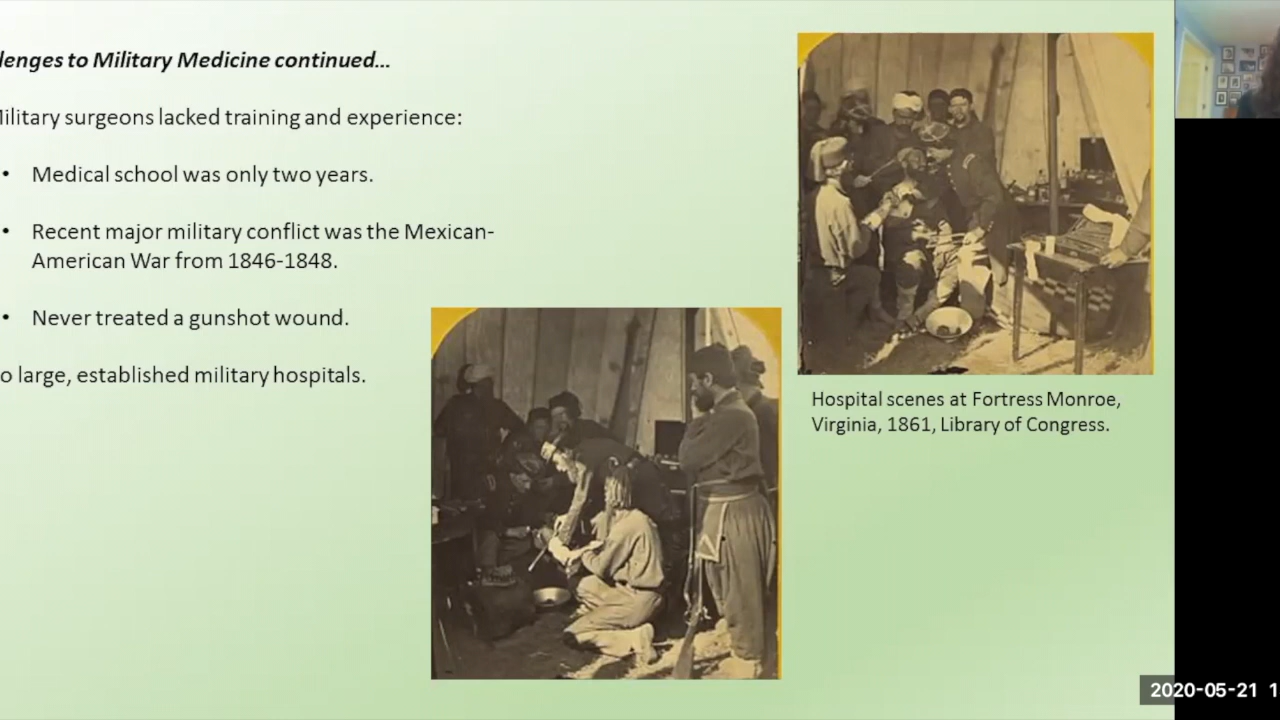 lenges to Military Medicine continued...
ilitary surgeons lacked training and experience:
• Medical school was only two years.
• Recent major military conflict was the Mexican-
American War from 1846-1848.
• Never treated a gunshot wound.
o large, established military hospitals.
Hospital scenes at Fortress Monroe,
Virginia, 1861, Library of Congress.
2020-05-21 1